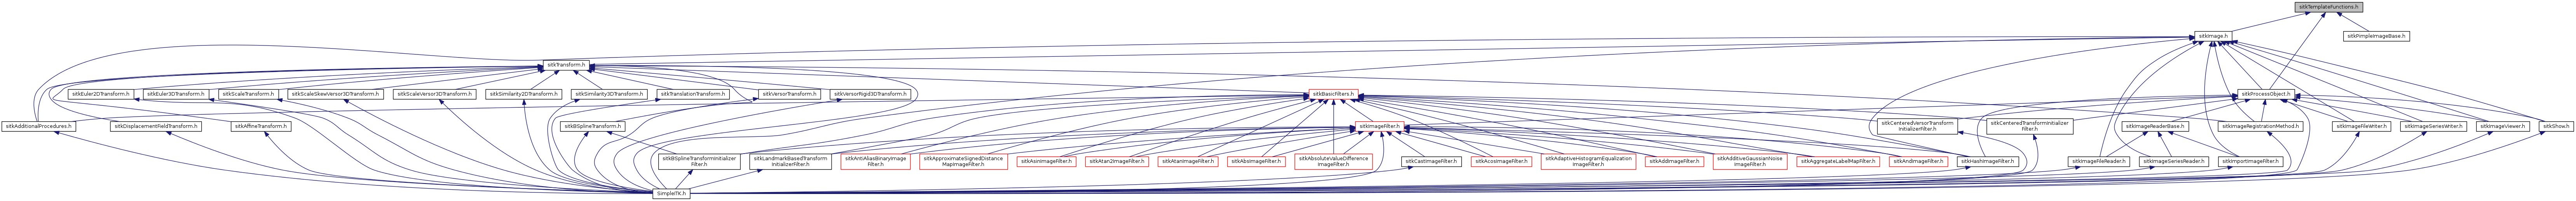 sitkTemplateFunctions.h
sitkImage.h
sitkPimpleImageBase.h
sitkTransform.h
sitkEuler2DTransform.h
sitkEuler3DTransform.h
sitkScaleTransform.h
sitkScaleSkewVersor3DTransform.h
sitkScaleVersor3DTransform.h
sitkSimilarity2DTransform.h
sitkSimilarity3DTransform.h
sitkTranslationTransform.h
sitkVersorTransform.h
sitkVersorRigid3DTransform.h
sitkBasicFilters.h
sitkProcessObject.h
sitkAdditionalProcedures.h
sitkDisplacementFieldTransform.h
sitkAffineTransform.h
sitkBSplineTransform.h
sitkImageFilter.h
sitkCenteredVersorTransform
InitializerFilter.h
sitkCenteredTransformInitializer
Filter.h
sitkImageReaderBase.h
sitkImageRegistrationMethod.h
sitkImageFileWriter.h
sitkImageSeriesWriter.h
sitkImageViewer.h
sitkShow.h
sitkBSplineTransformInitializer
Filter.h
sitkLandmarkBasedTransform
InitializerFilter.h
sitkAntiAliasBinaryImage
Filter.h
sitkApproximateSignedDistance
MapImageFilter.h
sitkAsinImageFilter.h
sitkAtan2ImageFilter.h
sitkAtanImageFilter.h
sitkAbsImageFilter.h
sitkAbsoluteValueDifference
ImageFilter.h
sitkCastImageFilter.h
sitkAcosImageFilter.h
sitkAdaptiveHistogramEqualization
ImageFilter.h
sitkAddImageFilter.h
sitkAdditiveGaussianNoise
ImageFilter.h
sitkAggregateLabelMapFilter.h
sitkAndImageFilter.h
sitkHashImageFilter.h
sitkImageFileReader.h
sitkImageSeriesReader.h
sitkImportImageFilter.h
SimpleITK.h